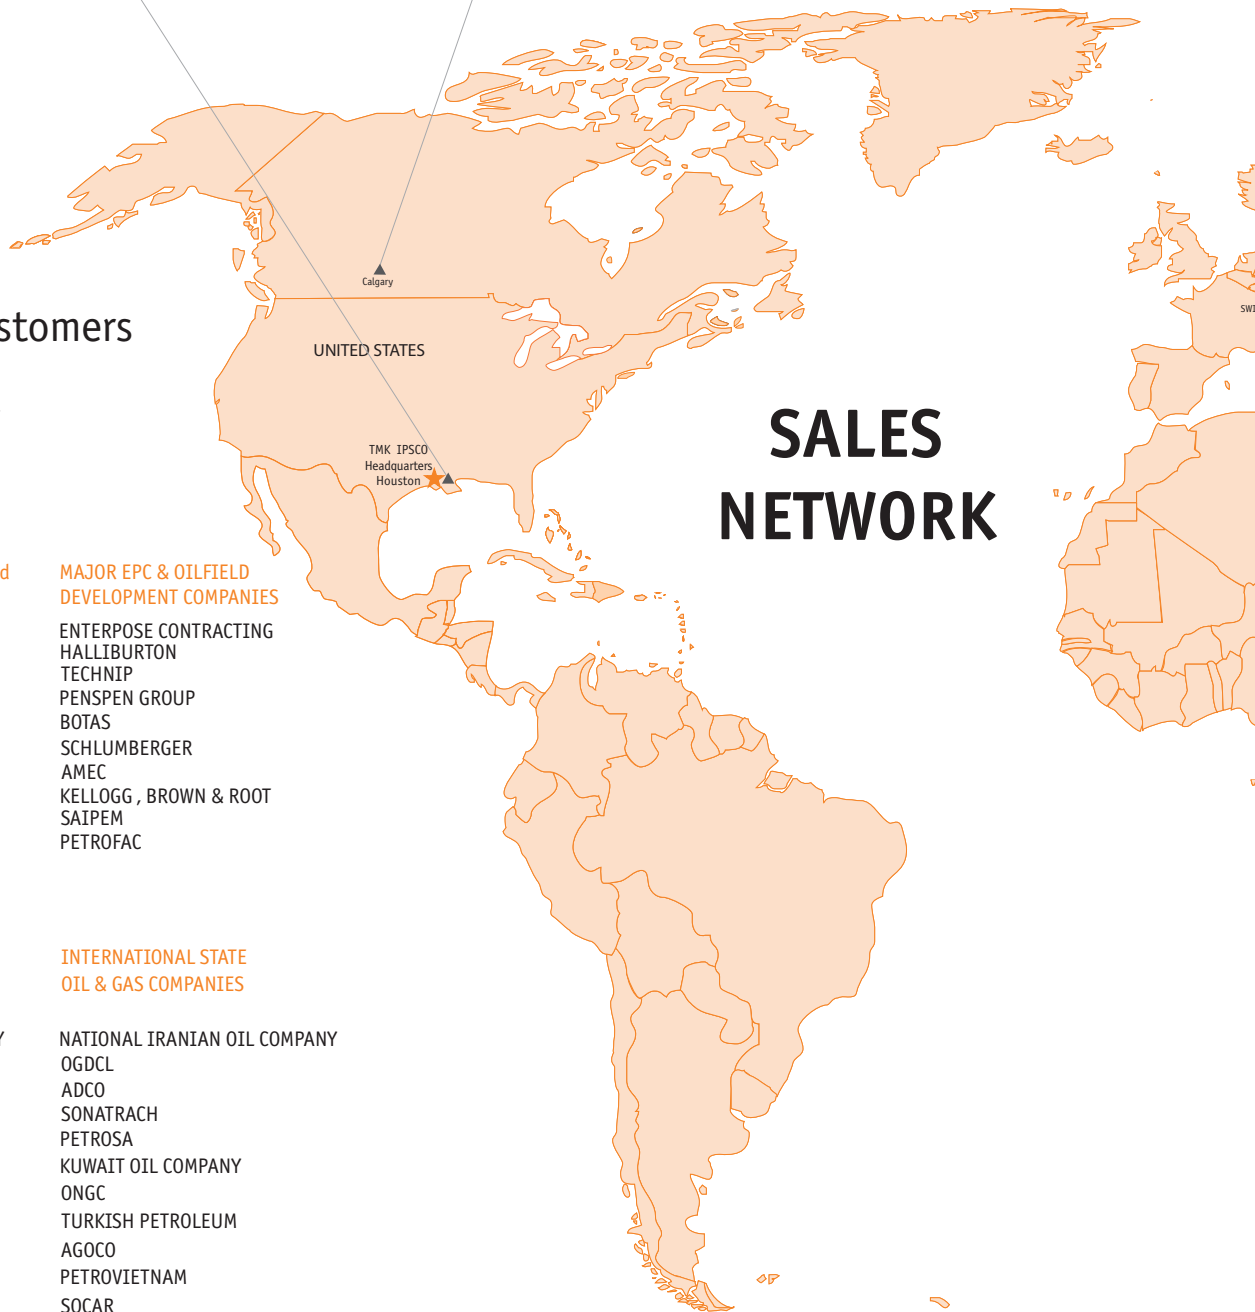 Calgary
stomers
SWI
UNITED STATES
SALES
NETWORK
TMK IPSCO
Headquarters
Houston
d
MAJOR EPC & OILFIELD
DEVELOPMENT COMPANIES
ENTERPOSE CONTRACTING
HALLIBURTON
TECHNIP
PENSPEN GROUP
BOTAS
SCHLUMBERGER
AMEC
KELLOGG , BROWN & ROOT
SAIPEM
PETROFAC
INTERNATIONAL STATE
OIL & GAS COMPANIES
Y
NATIONAL IRANIAN OIL COMPANY
OGDCL
ADCO
SONATRACH
PETROSA
KUWAIT OIL COMPANY
ONGC
TURKISH PETROLEUM
AGOCO
PETROVIETNAM
SOCAR